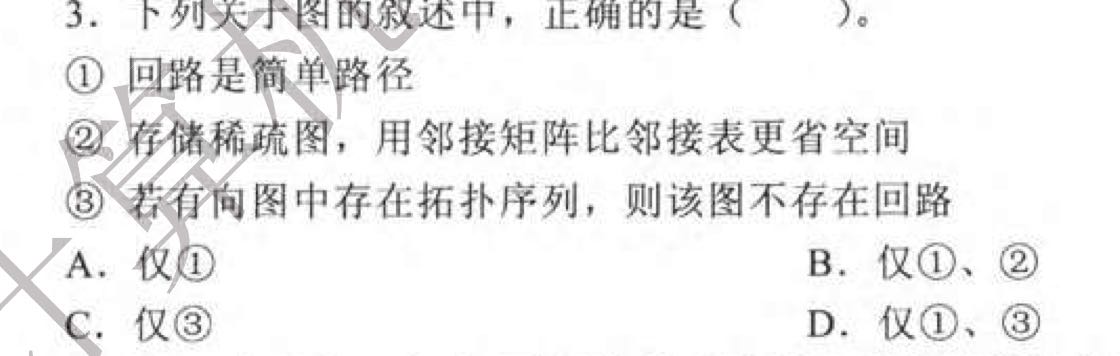 3. 下列关于图的叙述中，正确的是（　　）。
① 回路是简单路径
② 存储稀疏图，用邻接矩阵比邻接表更省空间
③ 若有向图中存在拓扑序列，则该图不存在回路
A. 仅①　　B. 仅①、②
C. 仅③　　D. 仅①、③